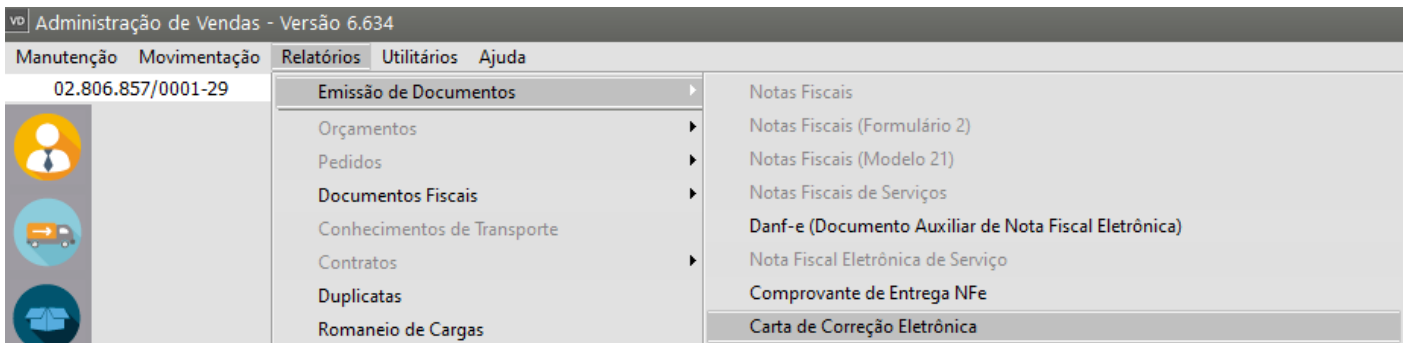 VD Administração de Vendas - Versão 6.634
Manutenção Movimentação Relatórios Utilitários Ajuda
02.806.857/0001-29
Emissão de Documentos
Orçamentos
Pedidos
Documentos Fiscais
Conhecimentos de Transporte
Contratos
Duplicatas
Romaneio de Cargas
Notas Fiscais
Notas Fiscais (Formulário 2)
Notas Fiscais (Modelo 21)
Notas Fiscais de Serviços
Danf-e (Documento Auxiliar de Nota Fiscal Eletrônica)
Nota Fiscal Eletrônica de Serviço
Comprovante de Entrega NFe
Carta de Correção Eletrônica